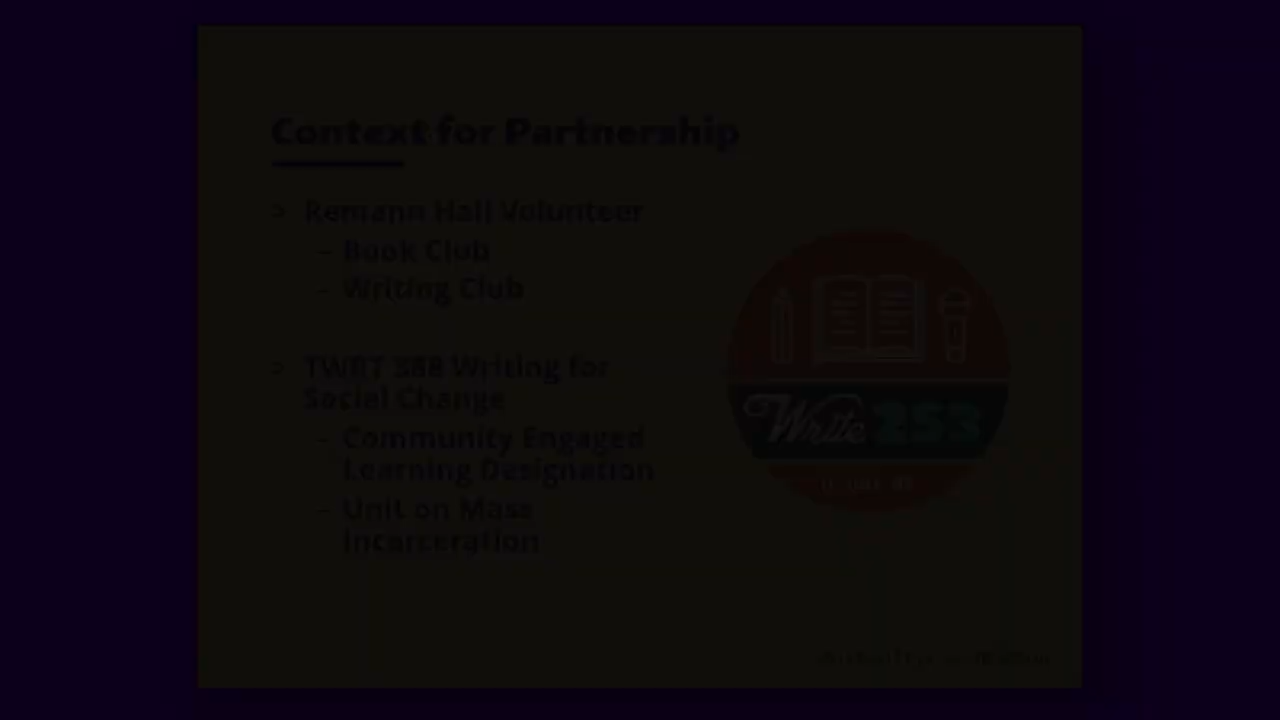 Context for Partnership
> Remann Hall Volunteer
– Book Club
– Writing Club
> TWRT 388 Writing for
Social Change
– Community Engaged
Learning Designation
– Unit on Mass
Incarceration
Write 253